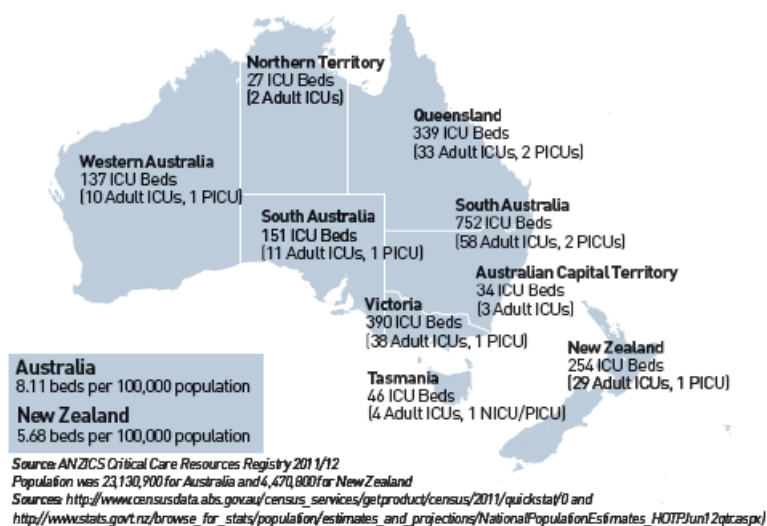 Northern Territory
27 ICU Beds
(2 Adult ICUs)
Queensland
339 ICU Beds
(33 Adult ICUs, 2 PICUs)
Western Australia
137 ICU Beds
(10 Adult ICUs, 1 PICU)
South Australia
151 ICU Beds
(11 Adult ICUs, 1 PICU)
South Australia
752 ICU Beds
(58 Adult ICUs, 2 PICUs)
Australian Capital Territory
34 ICU Beds
(3 Adult ICUs)
Victoria
390 ICU Beds
(38 Adult ICUs, 1 PICU)
New Zealand
254 ICU Beds
(29 Adult ICUs, 1 PICU)
Tasmania
46 ICU Beds
(4 Adult ICUs, 1 NICU/PICU)
Australia
8.11 beds per 100,000 population
New Zealand
5.68 beds per 100,000 population
Source: ANZICS Critical Care Resources Registry 2011/12
Population was 23,130,900 for Australia and 4,470,800 for New Zealand
Sources: http://www.censusdata.abs.gov.au/census_services/getproduct/census/2011/quickstat/0 and
http://www.stats.govt.nz/browse_for_stats/population/estimates_and_projections/NationalPopulationEstimates_HOTPJun12qtr.aspx)